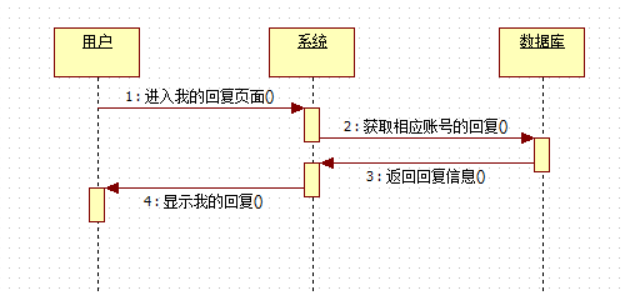 用户
系统
数据库
1：进入我的回复页面()
2：获取相应账号的回复()
3：返回回复信息()
4：显示我的回复()